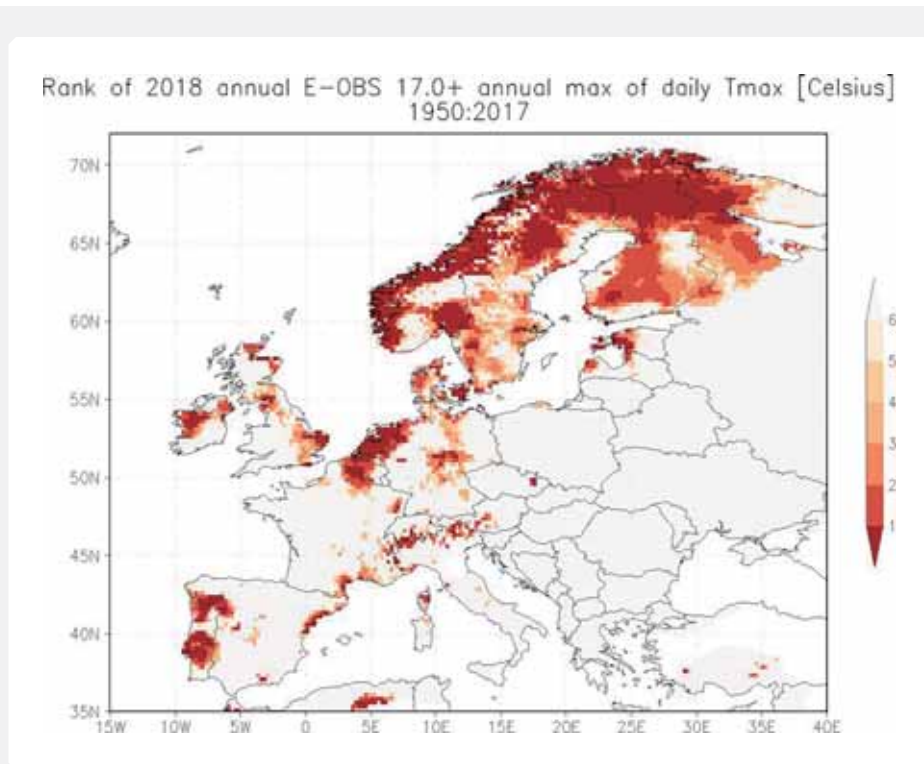 Rank of 2018 annual E-OBS 17.0+ annual max of daily Tmax [Celsius]
1950:2017
70N
65N
60N
55N
50N
45N
40N
35N
6
5
4
3
2
1
15W 10W 5W 0 5E 10E 15E 20E 25E 30E 35E 40E